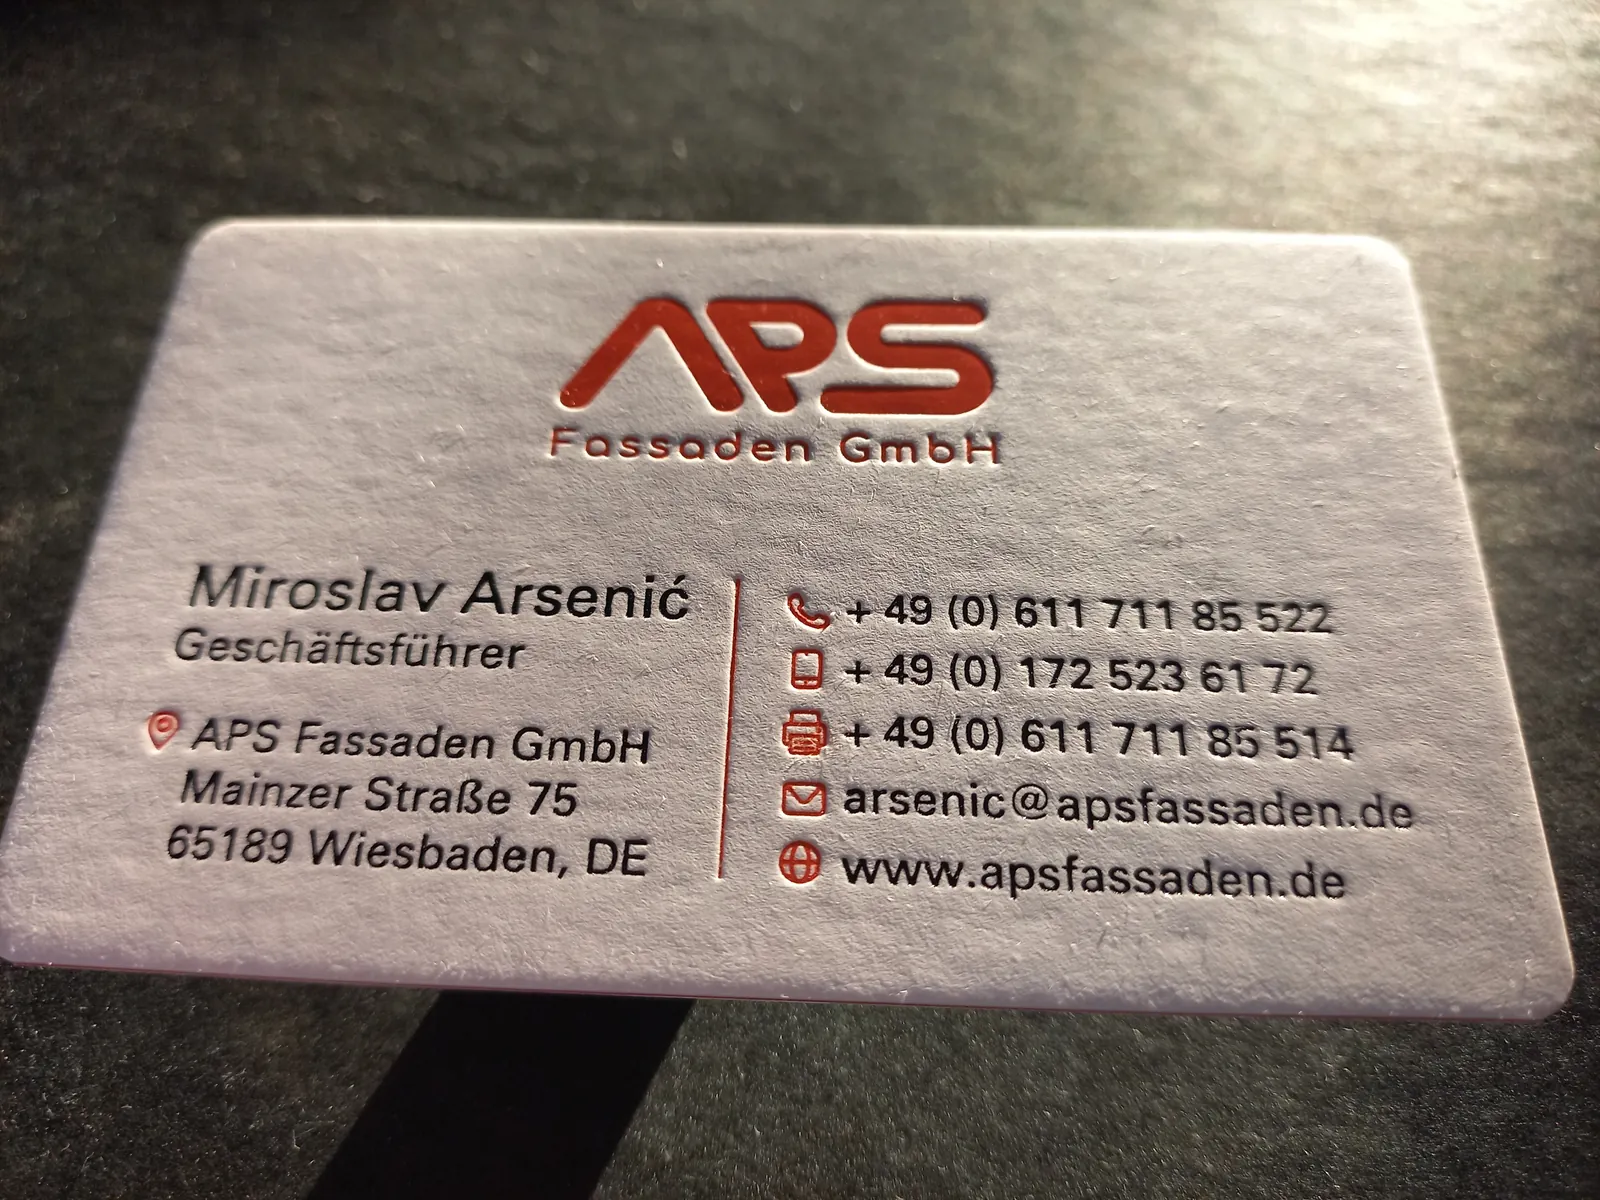 APS
Fassaden GmbH
Miroslav Arsenić
Geschäftsführer
APS Fassaden GmbH
Mainzer Straße 75
65189 Wiesbaden, DE
+ 49 (0) 611 711 85 522
+ 49 (0) 172 523 61 72
+ 49 (0) 611 711 85 514
arsenic@apsfassaden.de
www.apsfassaden.de